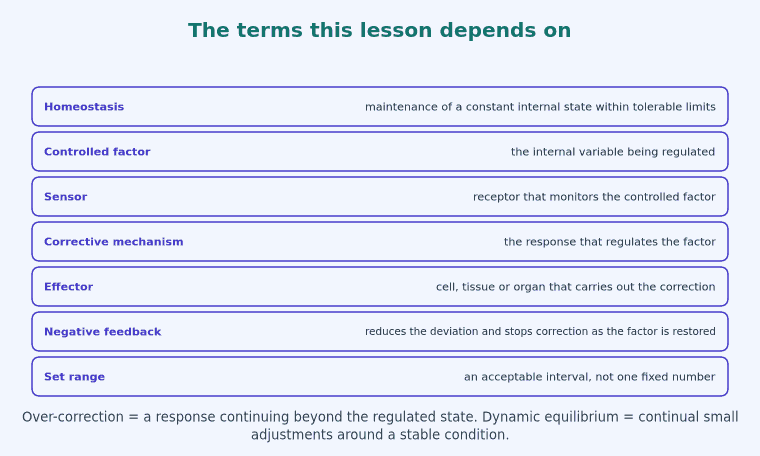 The terms this lesson depends on
Homeostasis maintenance of a constant internal state within tolerable limits
Controlled factor the internal variable being regulated
Sensor receptor that monitors the controlled factor
Corrective mechanism the response that regulates the factor
Effector cell, tissue or organ that carries out the correction
Negative feedback reduces the deviation and stops correction as the factor is restored
Set range an acceptable interval, not one fixed number
Over-correction = a response continuing beyond the regulated state. Dynamic equilibrium = continual small
adjustments around a stable condition.